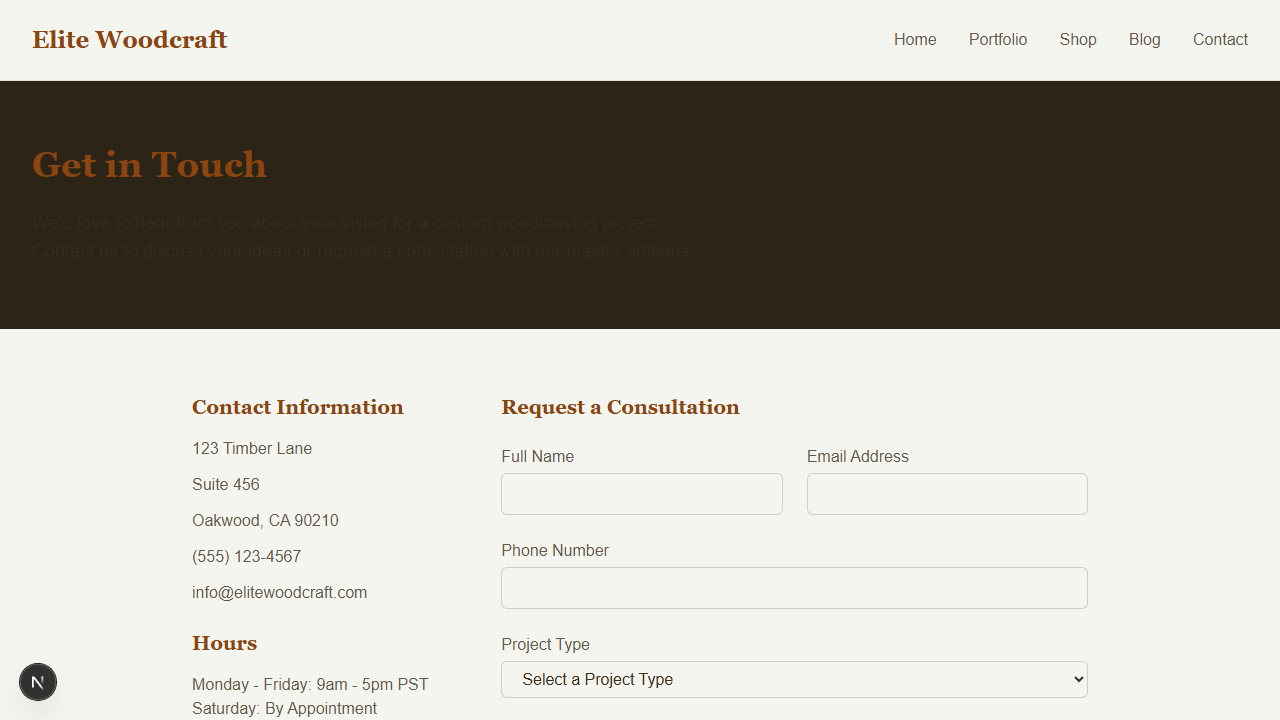 Elite Woodcraft
Home Portfolio Shop Blog Contact
Get in Touch
We'd love to hear from you about your vision for a custom woodcarving project.
Contact us to discuss your ideas or request a consultation with our master artisans.
Contact Information
123 Timber Lane
Suite 456
Oakwood, CA 90210
(555) 123-4567
info@elitewoodcraft.com
Hours
Monday - Friday: 9am - 5pm PST
Saturday: By Appointment
Request a Consultation
Full Name
Email Address
Phone Number
Project Type
Select a Project Type
N